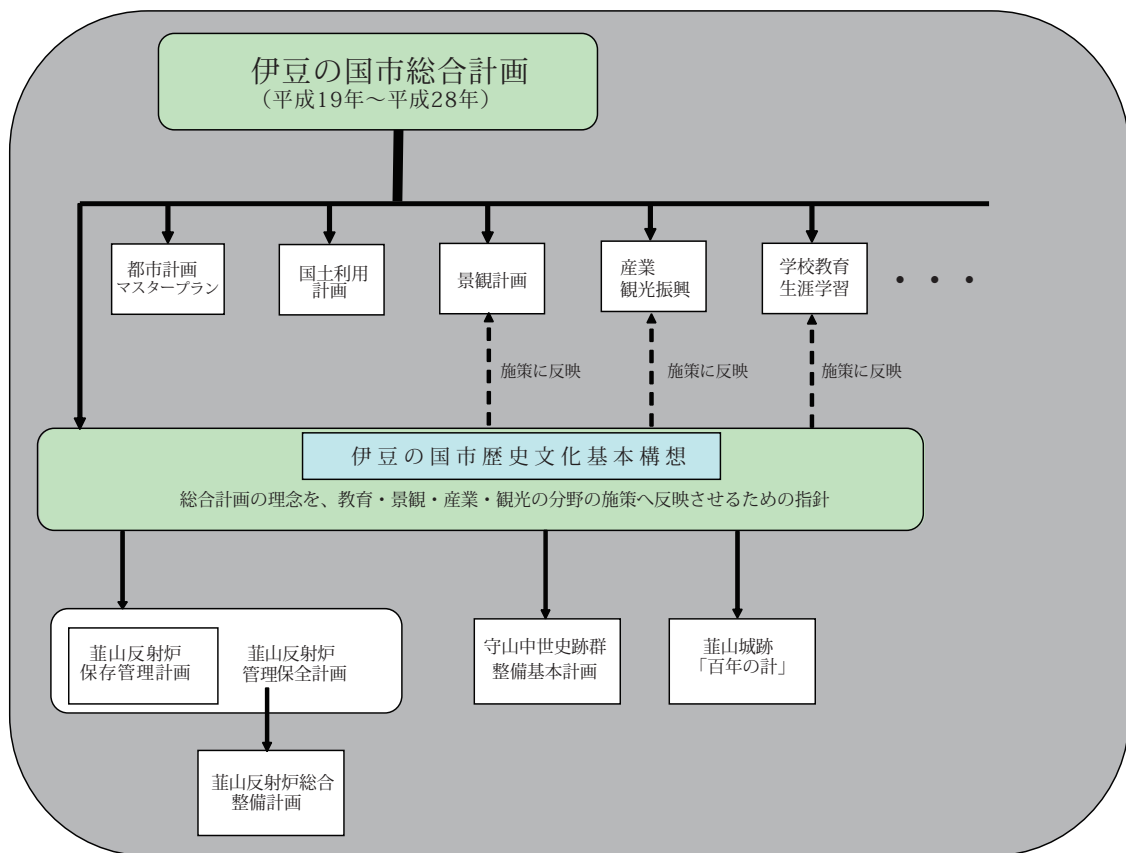 伊豆の国市総合計画
（平成19年～平成28年）
都市計画
マスタープラン
国土利用
計画
景観計画
産業
観光振興
学校教育
生涯学習
・・・
施策に反映
施策に反映
施策に反映
伊豆の国市歴史文化基本構想
総合計画の理念を、教育・景観・産業・観光の分野の施策へ反映させるための指針
韮山反射炉
保存管理計画
韮山反射炉
管理保全計画
守山中世史跡群
整備基本計画
韮山城跡
「百年の計」
韮山反射炉総合
整備計画